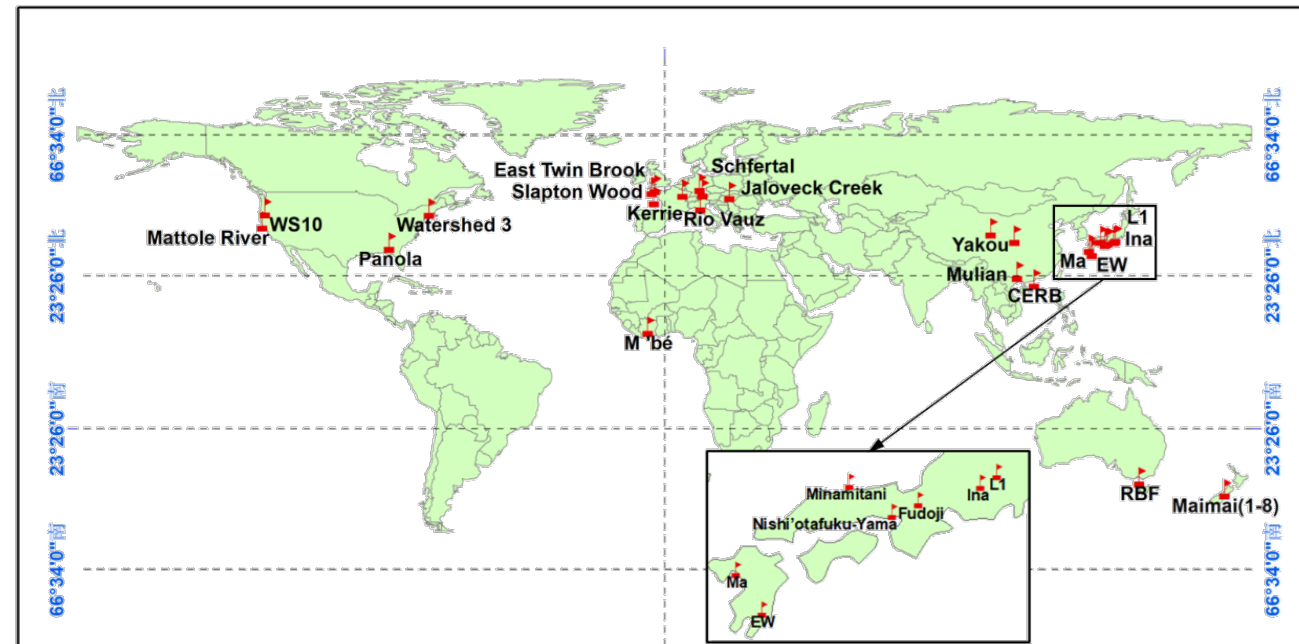 66°34'0"北
66°34'0"北
East Twin Brook
Schfertal
Slapton Wood
Jaloveck Creek
Kerrie
Rio Vauz
WS10
Watershed 3
Mattole River
Panola
L1
Yakou
Ina
Ma
EW
Mulian
CERB
23°26'0"北
23°26'0"北
M 'bé
23°26'0"南
23°26'0"南
Minamitani
Ina
L1
Nishi'otafuku-Yama
Fudoji
RBF
Maimai(1-8)
Ma
EW
66°34'0"南
66°34'0"南